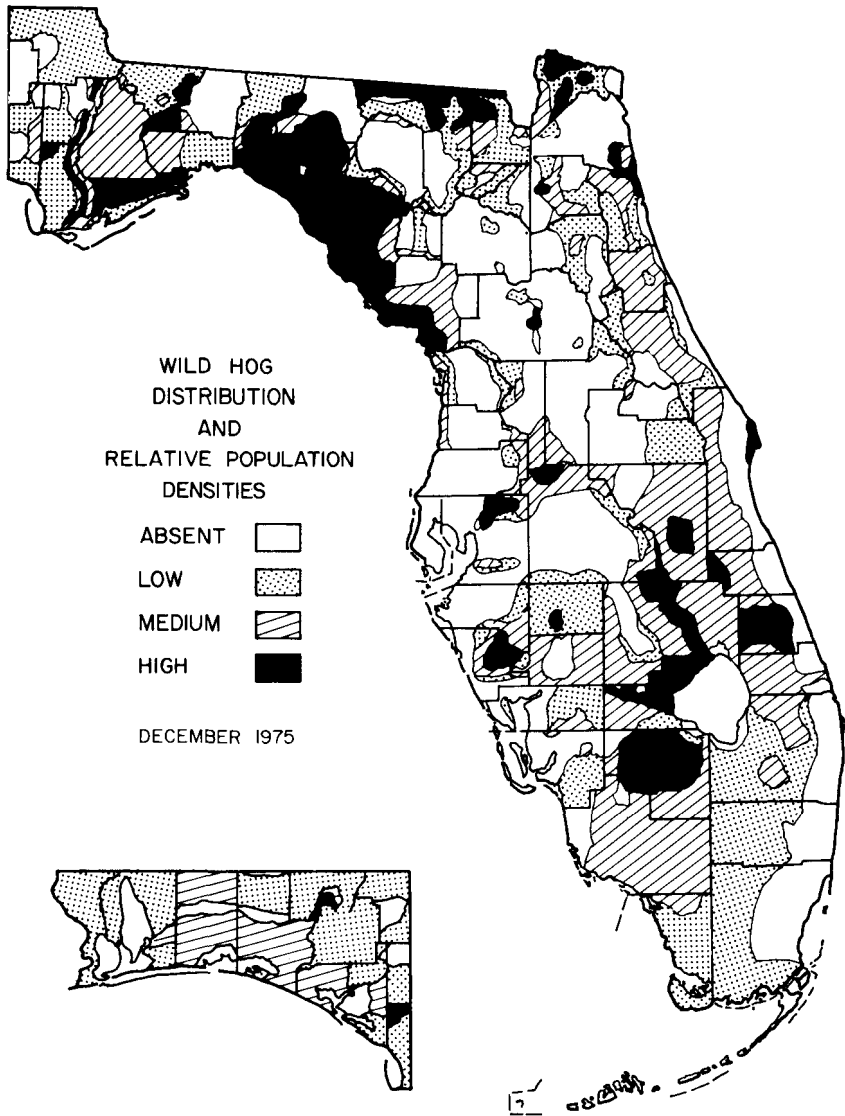 WILD HOG
DISTRIBUTION
AND
RELATIVE POPULATION
DENSITIES
ABSENT
LOW
MEDIUM
HIGH
DECEMBER 1975